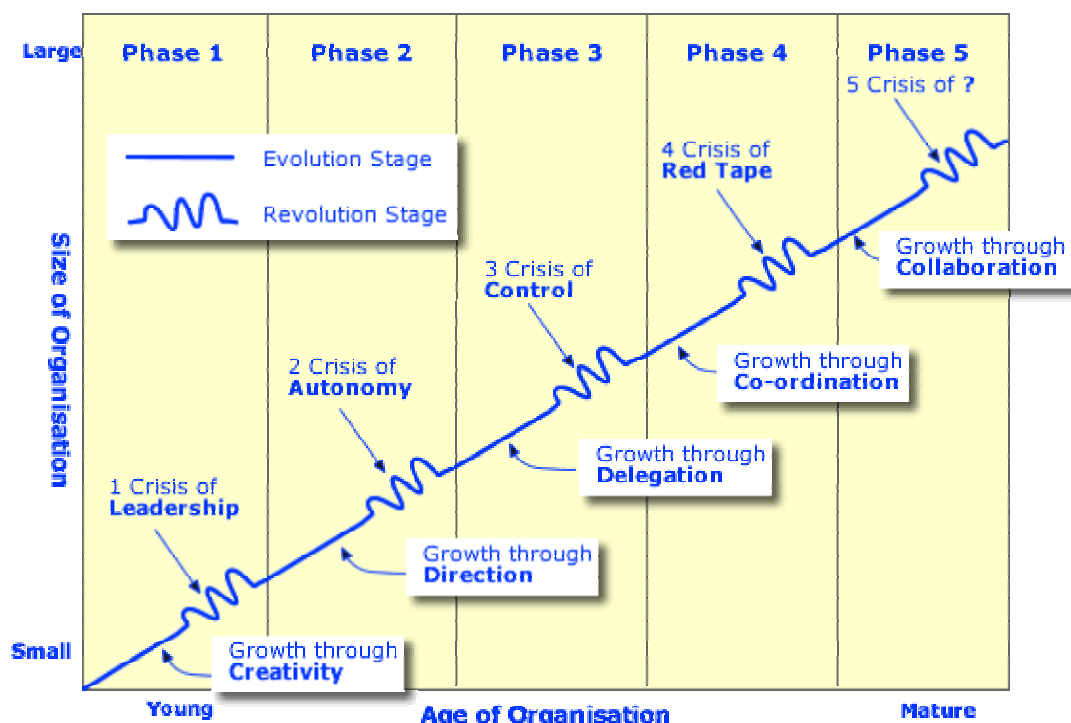 Large
Phase 1
Phase 2
Phase 3
Phase 4
Phase 5
5 Crisis of ?
Evolution Stage
Revolution Stage
4 Crisis of
Red Tape
Growth through
Collaboration
3 Crisis of
Control
Size of Organisation
2 Crisis of
Autonomy
Growth through
Co-ordination
Growth through
Delegation
1 Crisis of
Leadership
Growth through
Direction
Small
Growth through
Creativity
Young
Age of Organisation
Mature